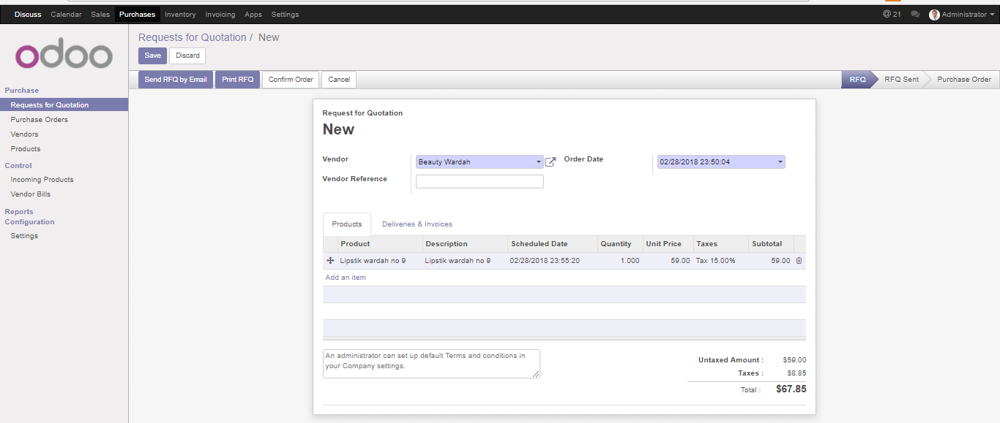 Discuss Calendar Sales Purchases Inventory Invoicing Apps Settings @ 21 Administrator
odoo
Requests for Quotation / New
Save Discard
Send RFQ by Email Print RFQ Confirm Order Cancel RFQ RFQ Sent Purchase Order
Purchase
Requests for Quotation
Purchase Orders
Vendors
Products
Control
Incoming Products
Vendor Bills
Reports
Configuration
Settings
Request for Quotation
New
Vendor Beauty Wardah Order Date 02/28/2018 23:50:04
Vendor Reference
Products Deliveries & Invoices
Product Description Scheduled Date Quantity Unit Price Taxes Subtotal
Lipstik wardah no 9 Lipstik wardah no 9 02/28/2018 23:55:20 1.000 59.00 Tax 15.00% 59.00
Add an item
An administrator can set up default Terms and conditions in
your Company settings.
Untaxed Amount : $59.00
Taxes : $8.85
Total : $67.85